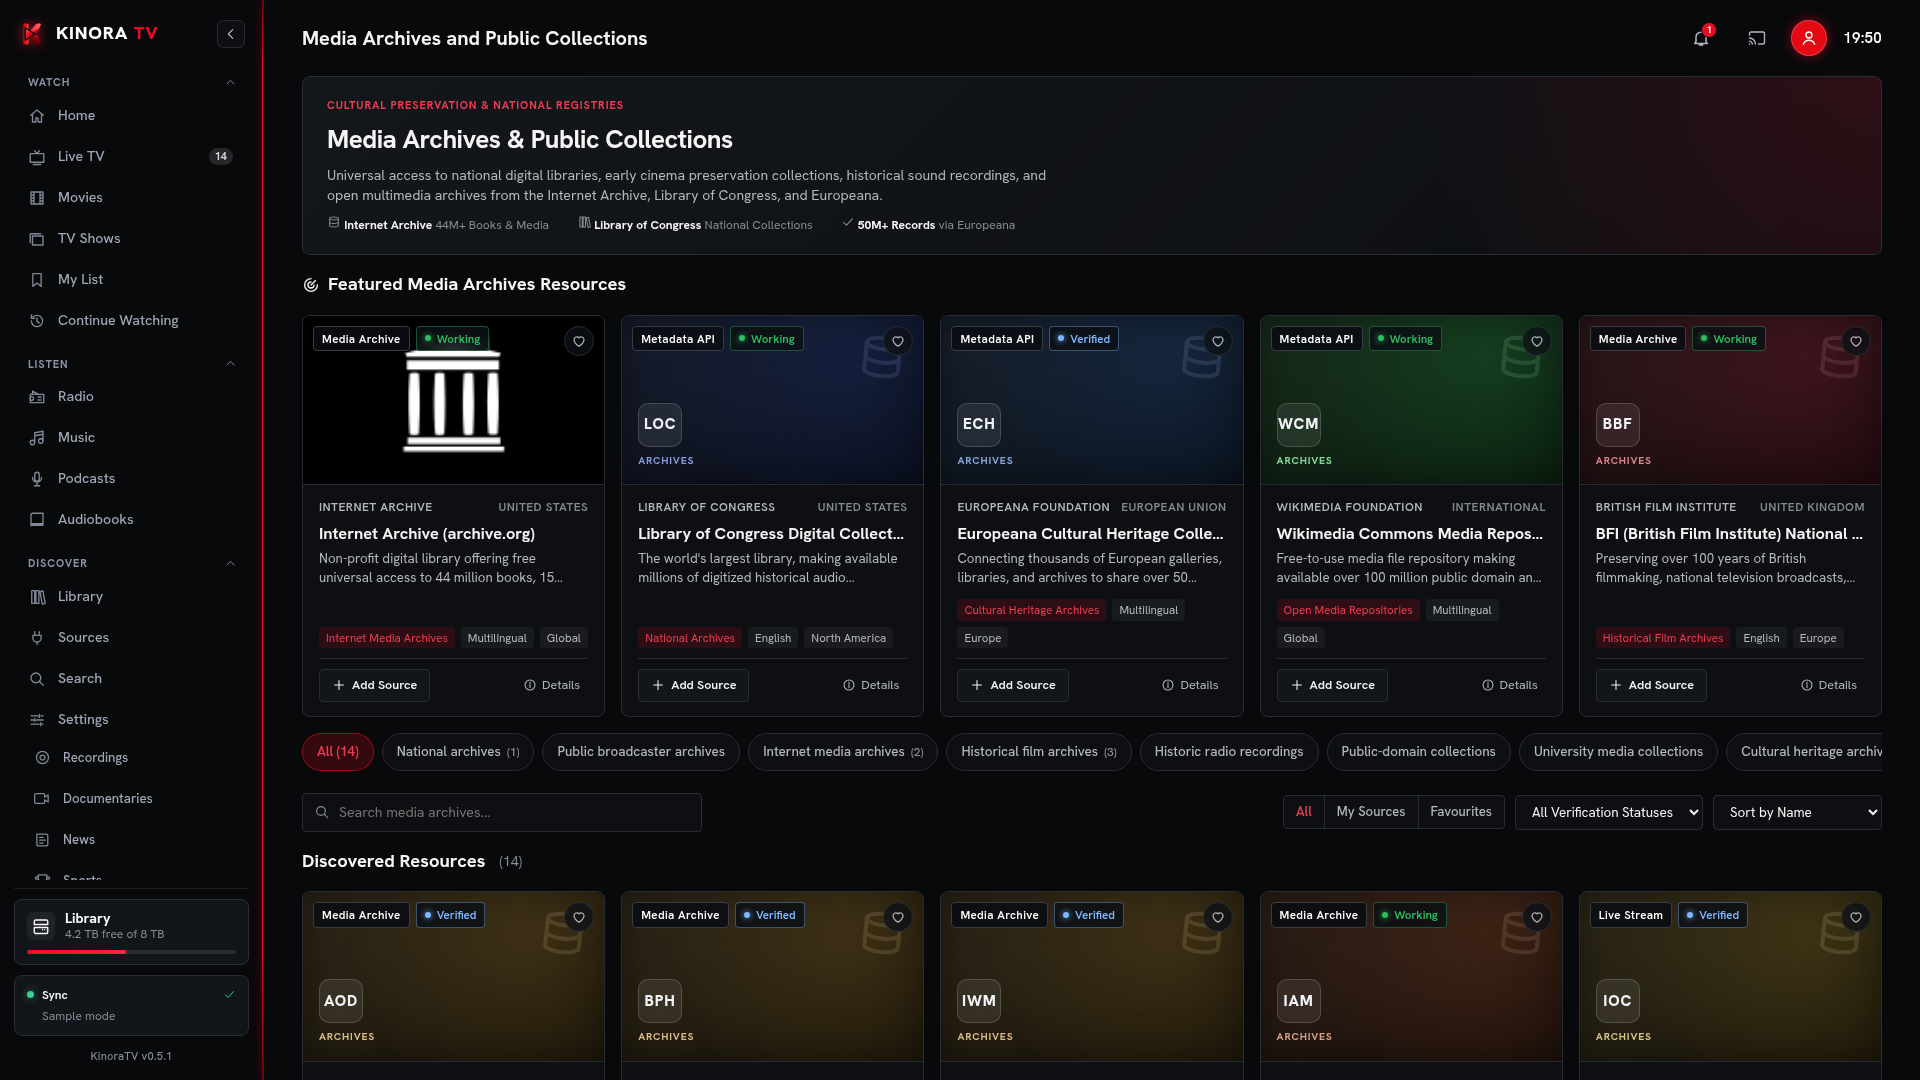 KINORA TV
WATCH
Home
Live TV 14
Movies
TV Shows
My List
Continue Watching
LISTEN
Radio
Music
Podcasts
Audiobooks
DISCOVER
Library
Sources
Search
Settings
Recordings
Documentaries
News
Sports
Library
4.2 TB free of 8 TB
Sync
Sample mode
KinoraTV v0.5.1
Media Archives and Public Collections
1
19:50
CULTURAL PRESERVATION & NATIONAL REGISTRIES
Media Archives & Public Collections
Universal access to national digital libraries, early cinema preservation collections, historical sound recordings, and
open multimedia archives from the Internet Archive, Library of Congress, and Europeana.
Internet Archive 44M+ Books & Media · Library of Congress National Collections · 50M+ Records via Europeana
Featured Media Archives Resources
Media Archive Working
INTERNET ARCHIVE UNITED STATES
Internet Archive (archive.org)
Non-profit digital library offering free
universal access to 44 million books, 15...
Internet Media Archives Multilingual Global
Add Source Details
Metadata API Working
LOC
ARCHIVES
LIBRARY OF CONGRESS UNITED STATES
Library of Congress Digital Collect...
The world's largest library, making available
millions of digitized historical audio...
National Archives English North America
Add Source Details
Metadata API Verified
ECH
ARCHIVES
EUROPEANA FOUNDATION EUROPEAN UNION
Europeana Cultural Heritage Colle...
Connecting thousands of European galleries,
libraries, and archives to share over 50...
Cultural Heritage Archives Multilingual
Europe
Add Source Details
Metadata API Working
WCM
ARCHIVES
WIKIMEDIA FOUNDATION INTERNATIONAL
Wikimedia Commons Media Repos...
Free-to-use media file repository making
available over 100 million public domain an...
Open Media Repositories Multilingual
Global
Add Source Details
Media Archive Working
BBF
ARCHIVES
BRITISH FILM INSTITUTE UNITED KINGDOM
BFI (British Film Institute) National ...
Preserving over 100 years of British
filmmaking, national television broadcasts,...
Historical Film Archives English Europe
Add Source Details
All (14) National archives (1) Public broadcaster archives Internet media archives (2) Historical film archives (3) Historic radio recordings Public-domain collections University media collections Cultural heritage archiv
Search media archives...
All My Sources Favourites All Verification Statuses Sort by Name
Discovered Resources (14)
Media Archive Verified
AOD
ARCHIVES
Media Archive Verified
BPH
ARCHIVES
Media Archive Verified
IWM
ARCHIVES
Media Archive Working
IAM
ARCHIVES
Live Stream Verified
IOC
ARCHIVES